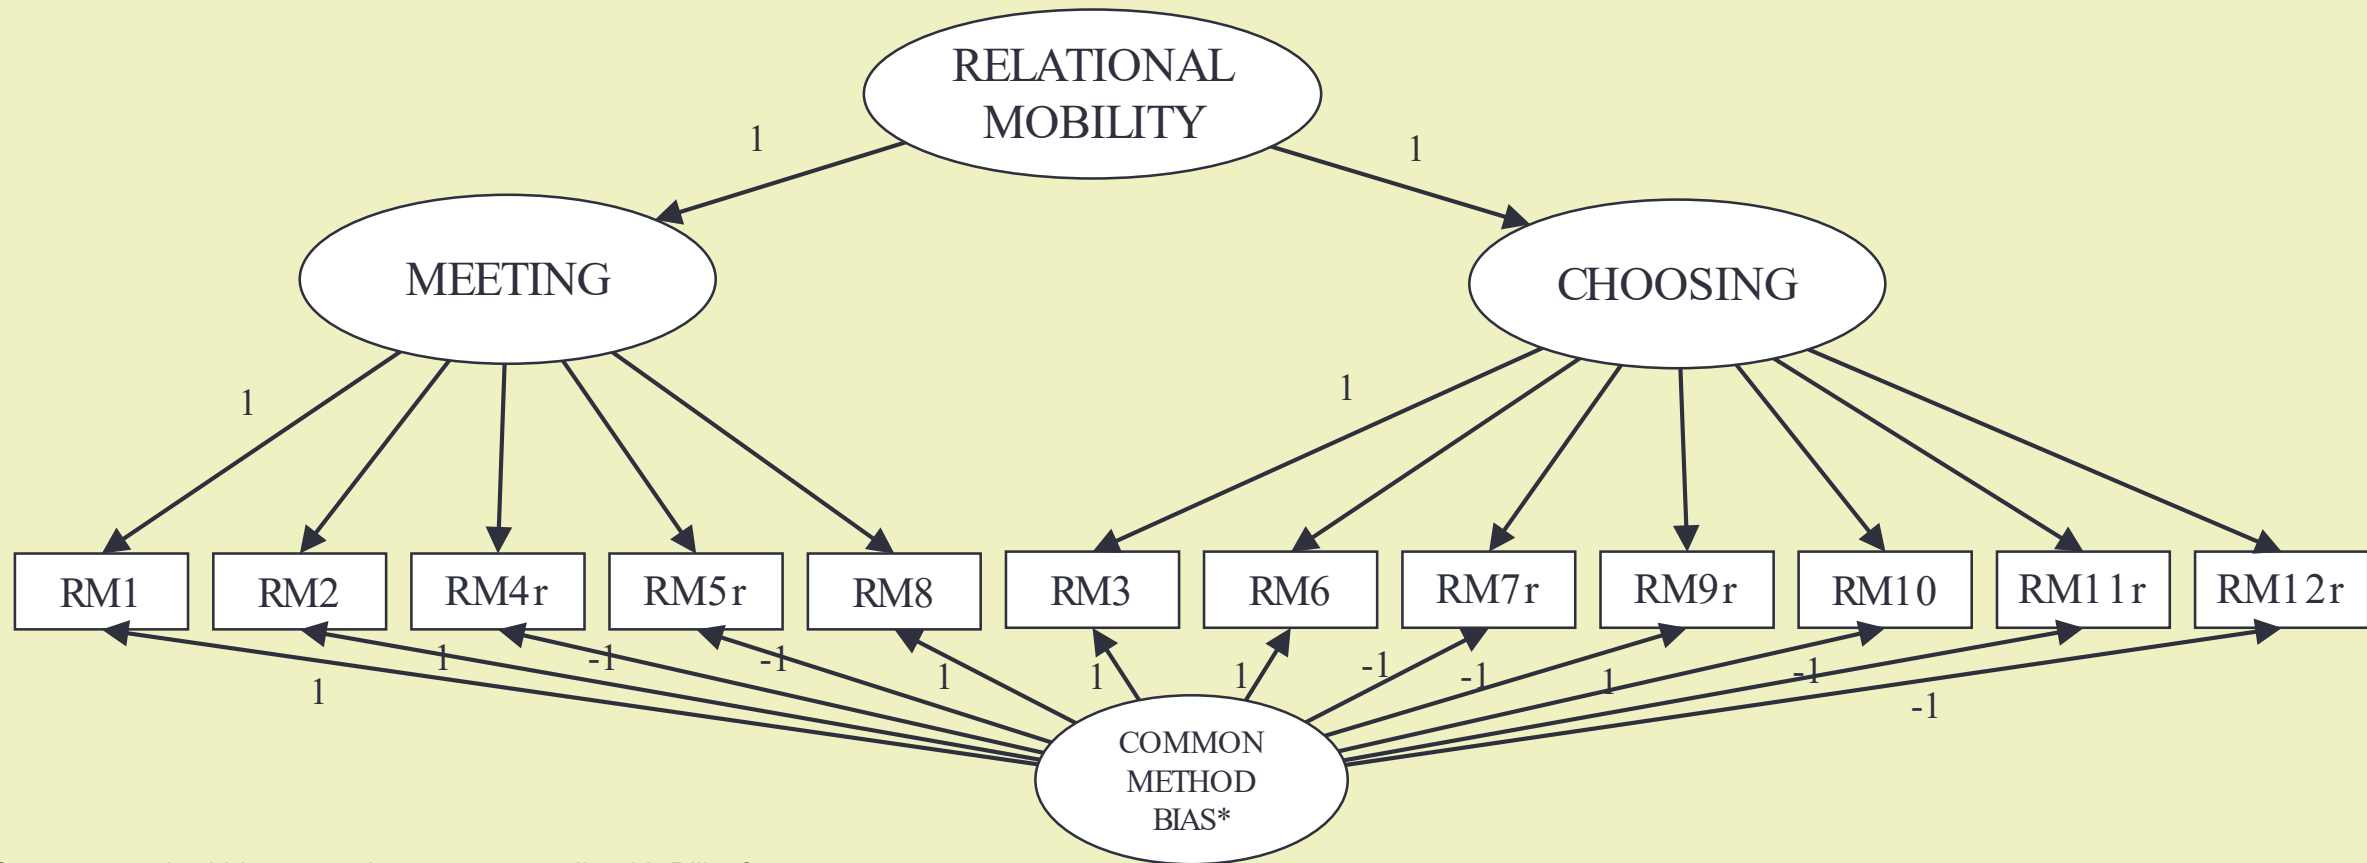 RELATIONAL
MOBILITY
1
1
MEETING
CHOOSING
1
1
RM1
RM2
RM4r
RM5r
RM8
RM3
RM6
RM7r
RM9r
RM10
RM11r
RM12r
1
1
-1
-1
1
1
1
-1
-1
1
-1
-1
COMMON
METHOD
BIAS*